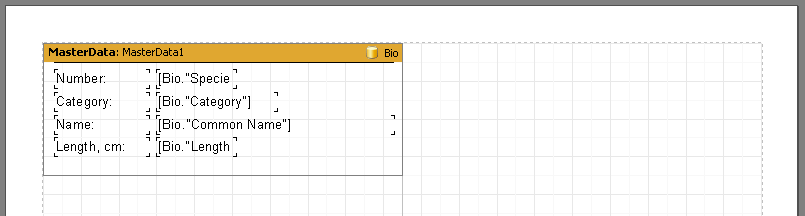 MasterData: MasterData1 Bio
Number: [Bio."Specie
Category: [Bio."Category"]
Name: [Bio."Common Name"]
Length, cm: [Bio."Length